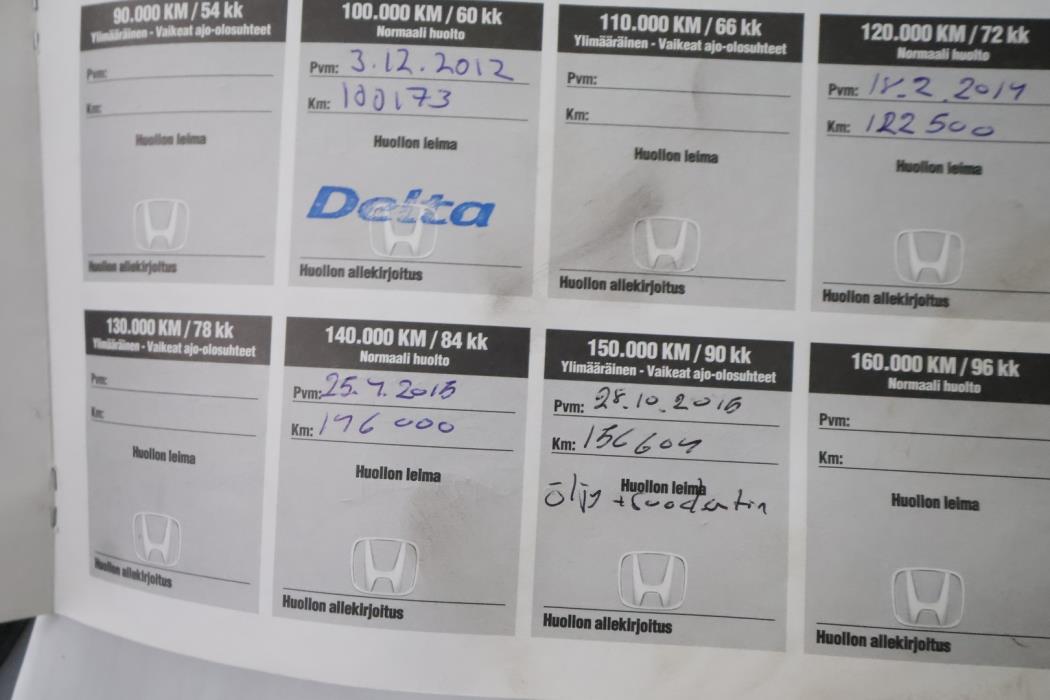 90.000 KM / 54 kk
Ylimääräinen - Vaikeat ajo-olosuhteet
Pvm:
Km:
Huollon leima
Huollon allekirjoitus
100.000 KM / 60 kk
Normaali huolto
Pvm: 3.12.2012
Km: 100173
Huollon leima
Delta
Huollon allekirjoitus
110.000 KM / 66 kk
Ylimääräinen - Vaikeat ajo-olosuhteet
Pvm:
Km:
Huollon leima
Huollon allekirjoitus
120.000 KM / 72 kk
Normaali huolto
Pvm: 18.2.2014
Km: 122 500
Huollon leima
Huollon allekirjoitus
130.000 KM / 78 kk
Ylimääräinen - Vaikeat ajo-olosuhteet
Pvm:
Km:
Huollon leima
Huollon allekirjoitus
140.000 KM / 84 kk
Normaali huolto
Pvm: 25.4.2015
Km: 146 000
Huollon leima
Huollon allekirjoitus
150.000 KM / 90 kk
Ylimääräinen - Vaikeat ajo-olosuhteet
Pvm: 28.10.2015
Km: 156604
Huollon leima
öljy + suodatin
Huollon allekirjoitus
160.000 KM / 96 kk
Normaali huolto
Pvm:
Km:
Huollon leima
Huollon allekirjoitus